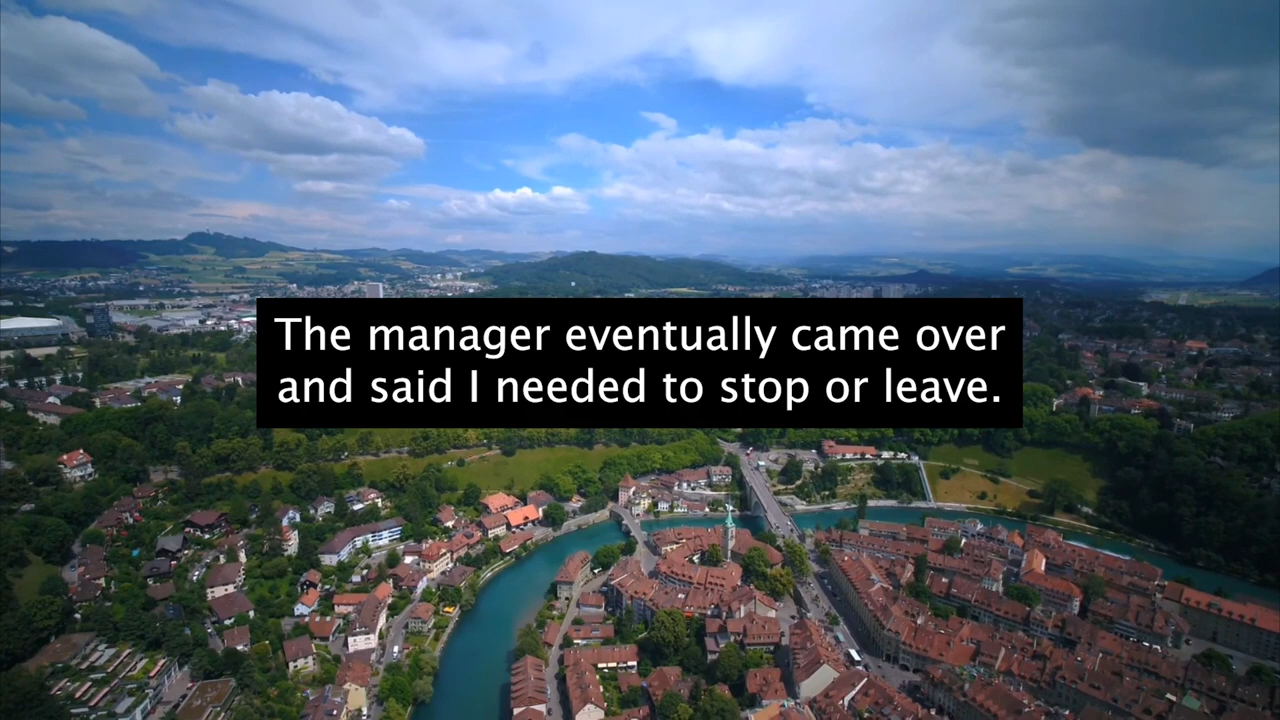 The manager eventually came over
and said I needed to stop or leave.